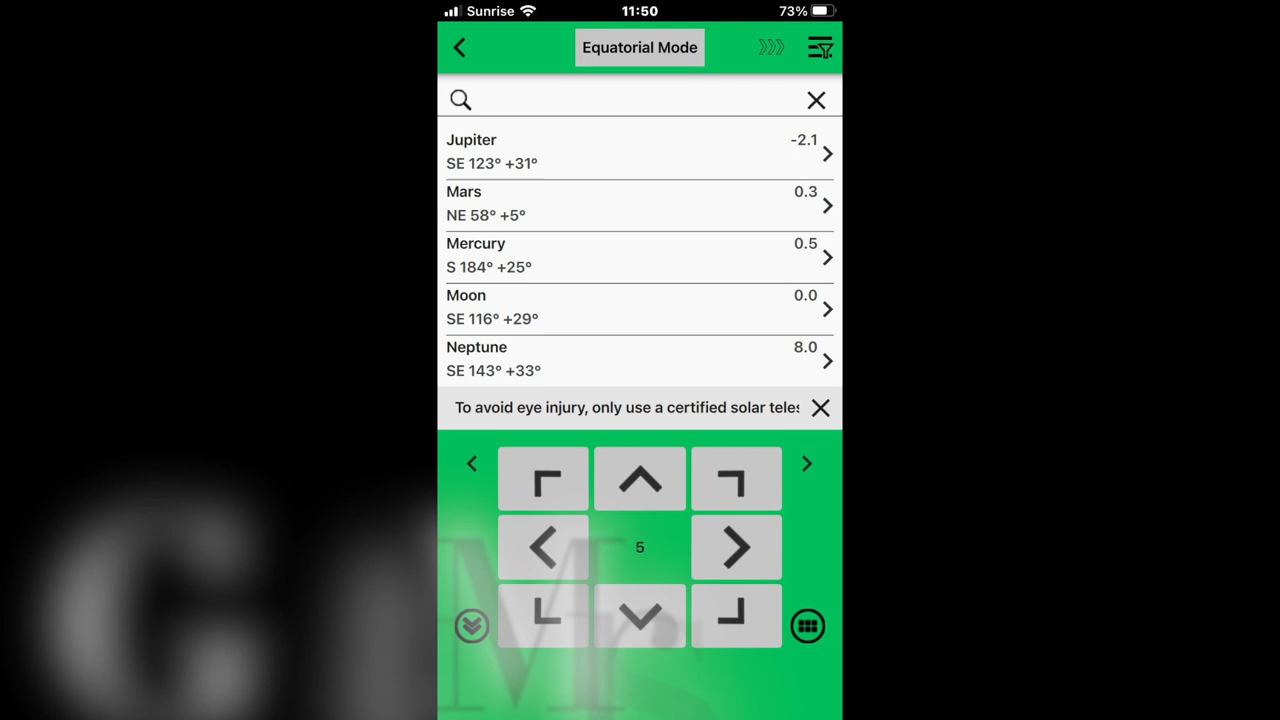 Sunrise 11:50 73%
Equatorial Mode
Jupiter -2.1
SE 123° +31°
Mars 0.3
NE 58° +5°
Mercury 0.5
S 184° +25°
Moon 0.0
SE 116° +29°
Neptune 8.0
SE 143° +33°
To avoid eye injury, only use a certified solar
5